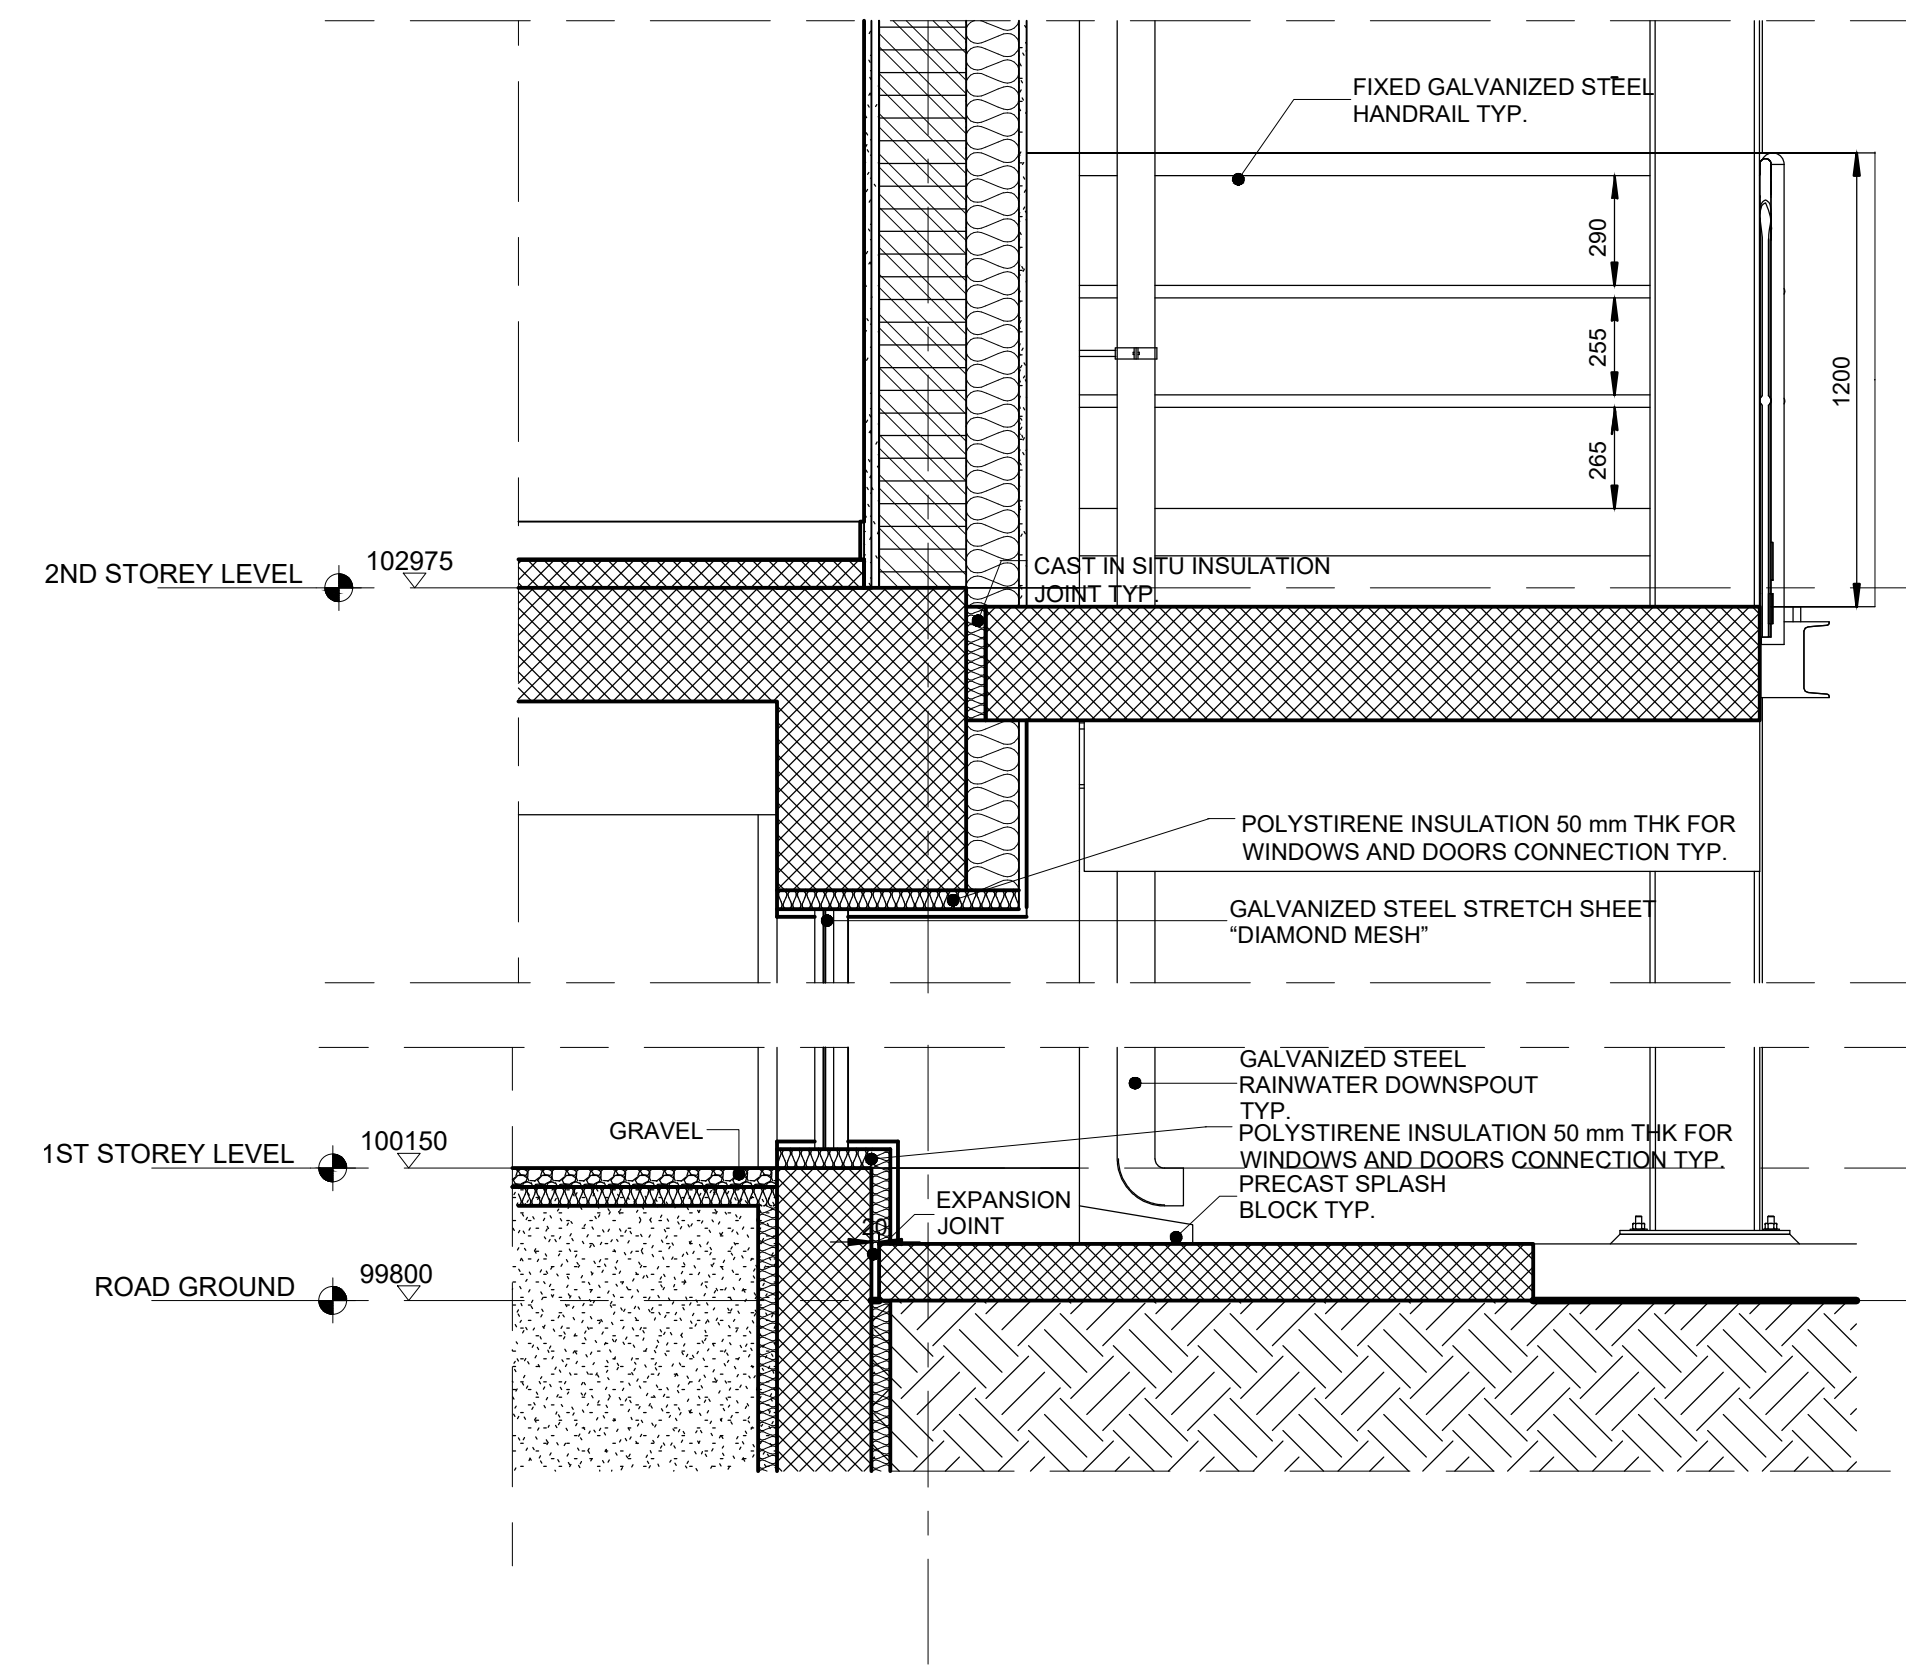 FIXED GALVANIZED STEEL
HANDRAIL TYP.
290
255
1200
265
2ND STOREY LEVEL
102975
CAST IN SITU INSULATION
JOINT TYP.
POLYSTIRENE INSULATION 50 mm THK FOR
WINDOWS AND DOORS CONNECTION TYP.
GALVANIZED STEEL STRETCH SHEET
“DIAMOND MESH”
GALVANIZED STEEL
RAINWATER DOWNSPOUT
TYP.
1ST STOREY LEVEL
100150
GRAVEL
POLYSTIRENE INSULATION 50 mm THK FOR
WINDOWS AND DOORS CONNECTION TYP.
PRECAST SPLASH
BLOCK TYP.
EXPANSION
JOINT
20
ROAD GROUND
99800